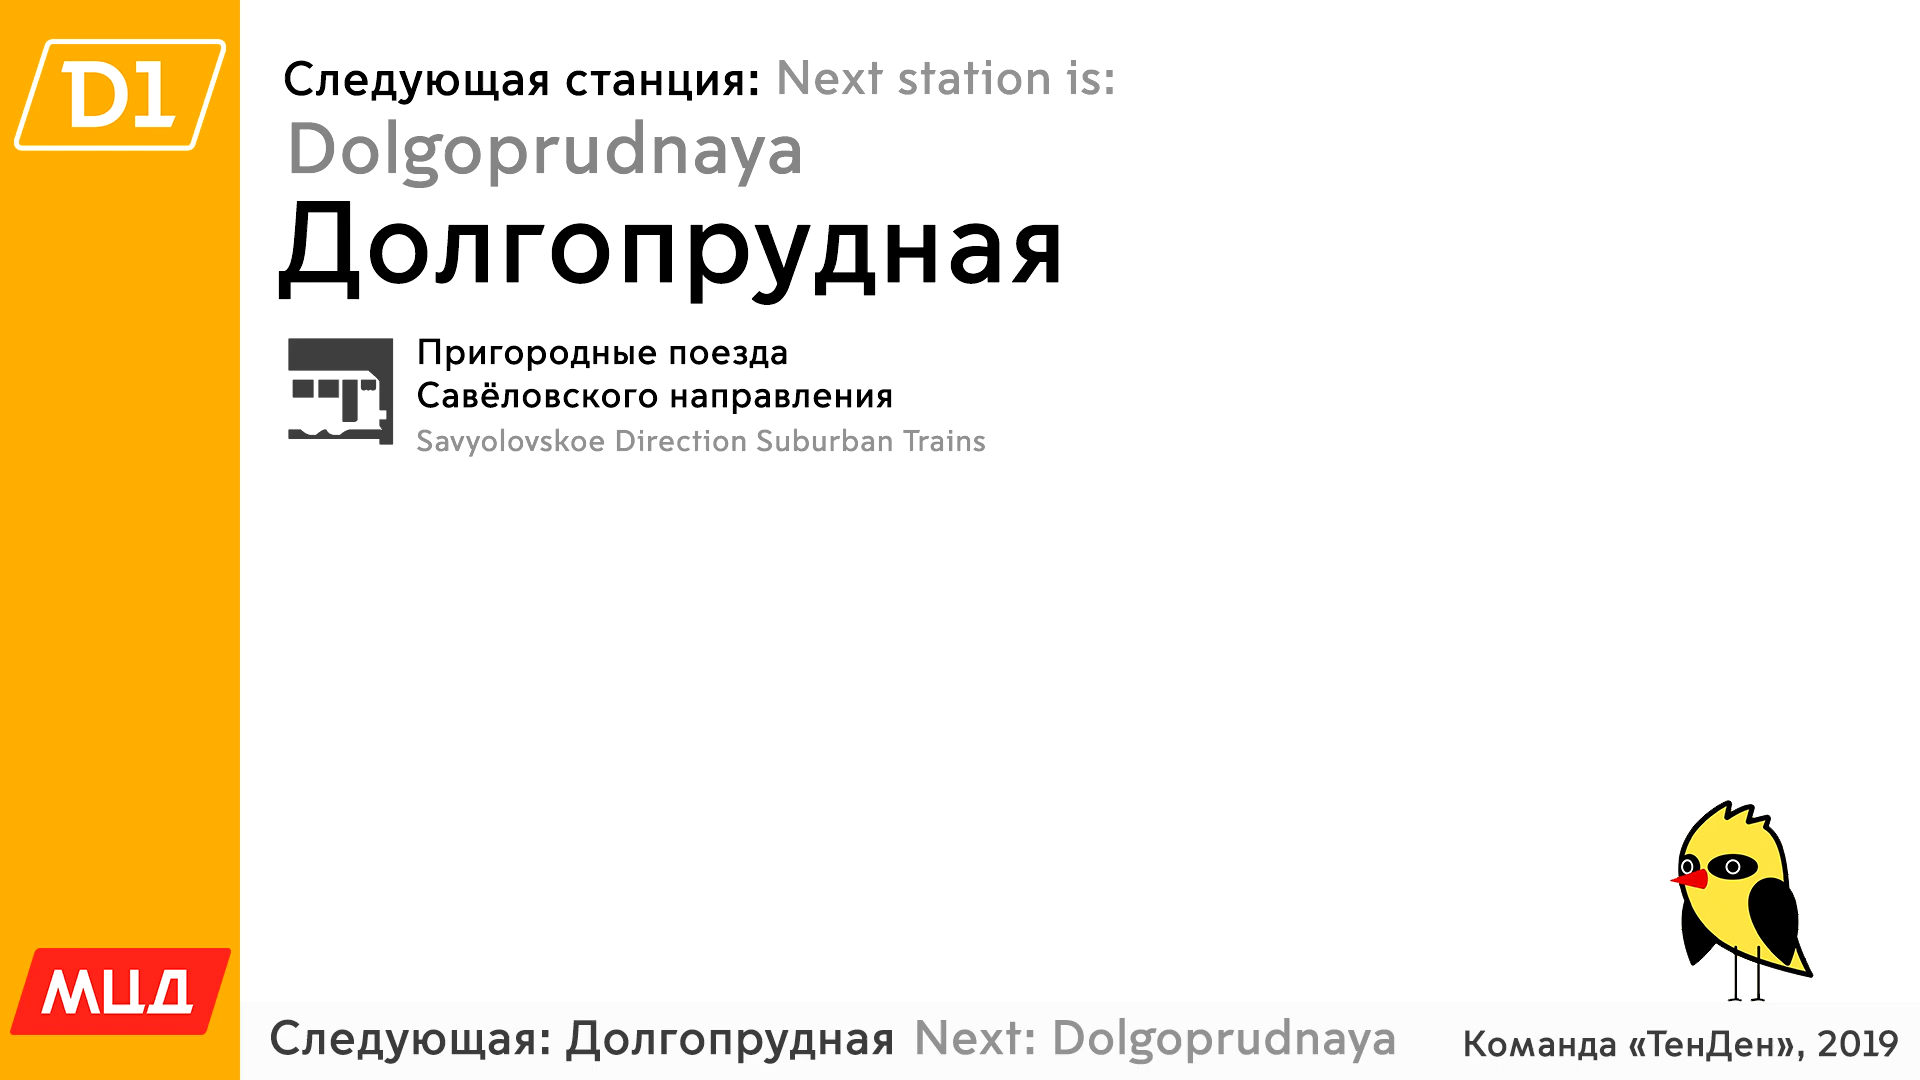 D1
Следующая станция: Next station is:
Dolgoprudnaya
Долгопрудная
Пригородные поезда
Савёловского направления
Savyolovskoe Direction Suburban Trains
МЦД
Следующая: Долгопрудная Next: Dolgoprudnaya
Команда «ТенДен», 2019